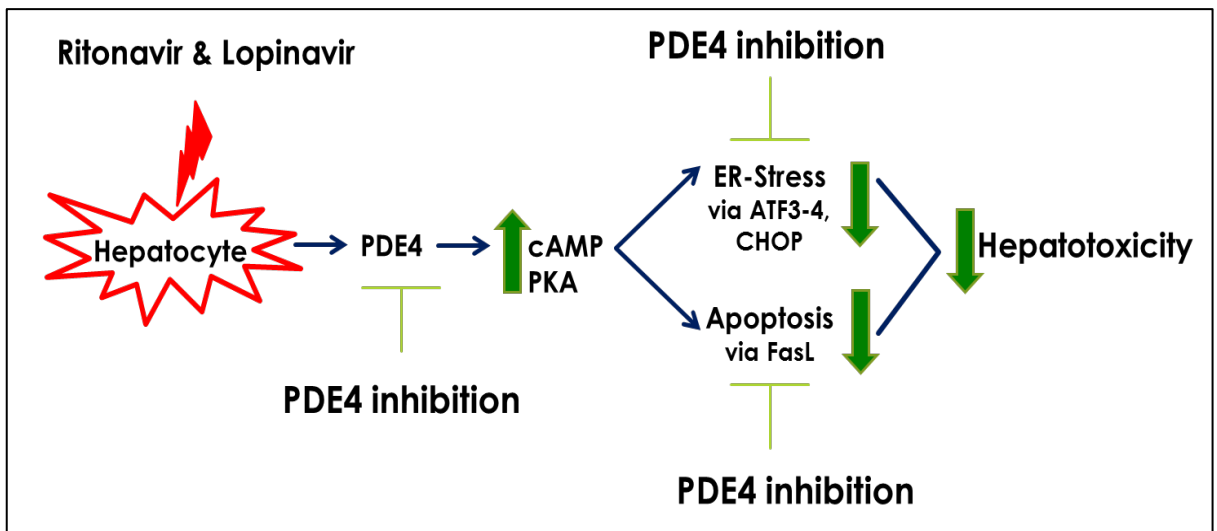 Ritonavir & Lopinavir
PDE4 inhibition
Hepatocyte
PDE4
cAMP
PKA
ER-Stress
via ATF3-4,
CHOP
Apoptosis
via FasL
Hepatotoxicity
PDE4 inhibition
PDE4 inhibition